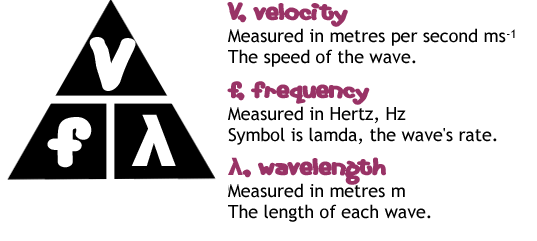 V
f λ
V, velocity
Measured in metres per second ms-1
The speed of the wave.
f, frequency
Measured in Hertz, Hz
Symbol is lamda, the wave's rate.
λ, wavelength
Measured in metres m
The length of each wave.